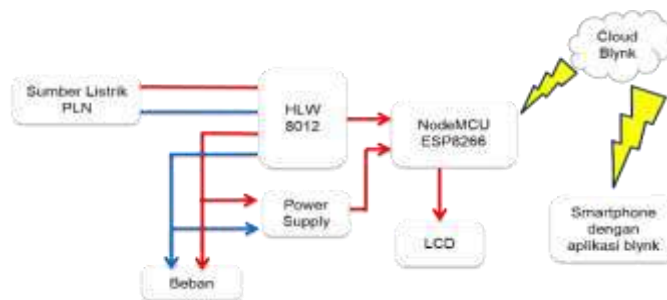 Cloud
Blynk
Sumber Listrik
PLN
HLW
8012
NodeMCU
ESP8266
Power
Supply
LCD
Smartphone
dengan
aplikasi blynk
Beban